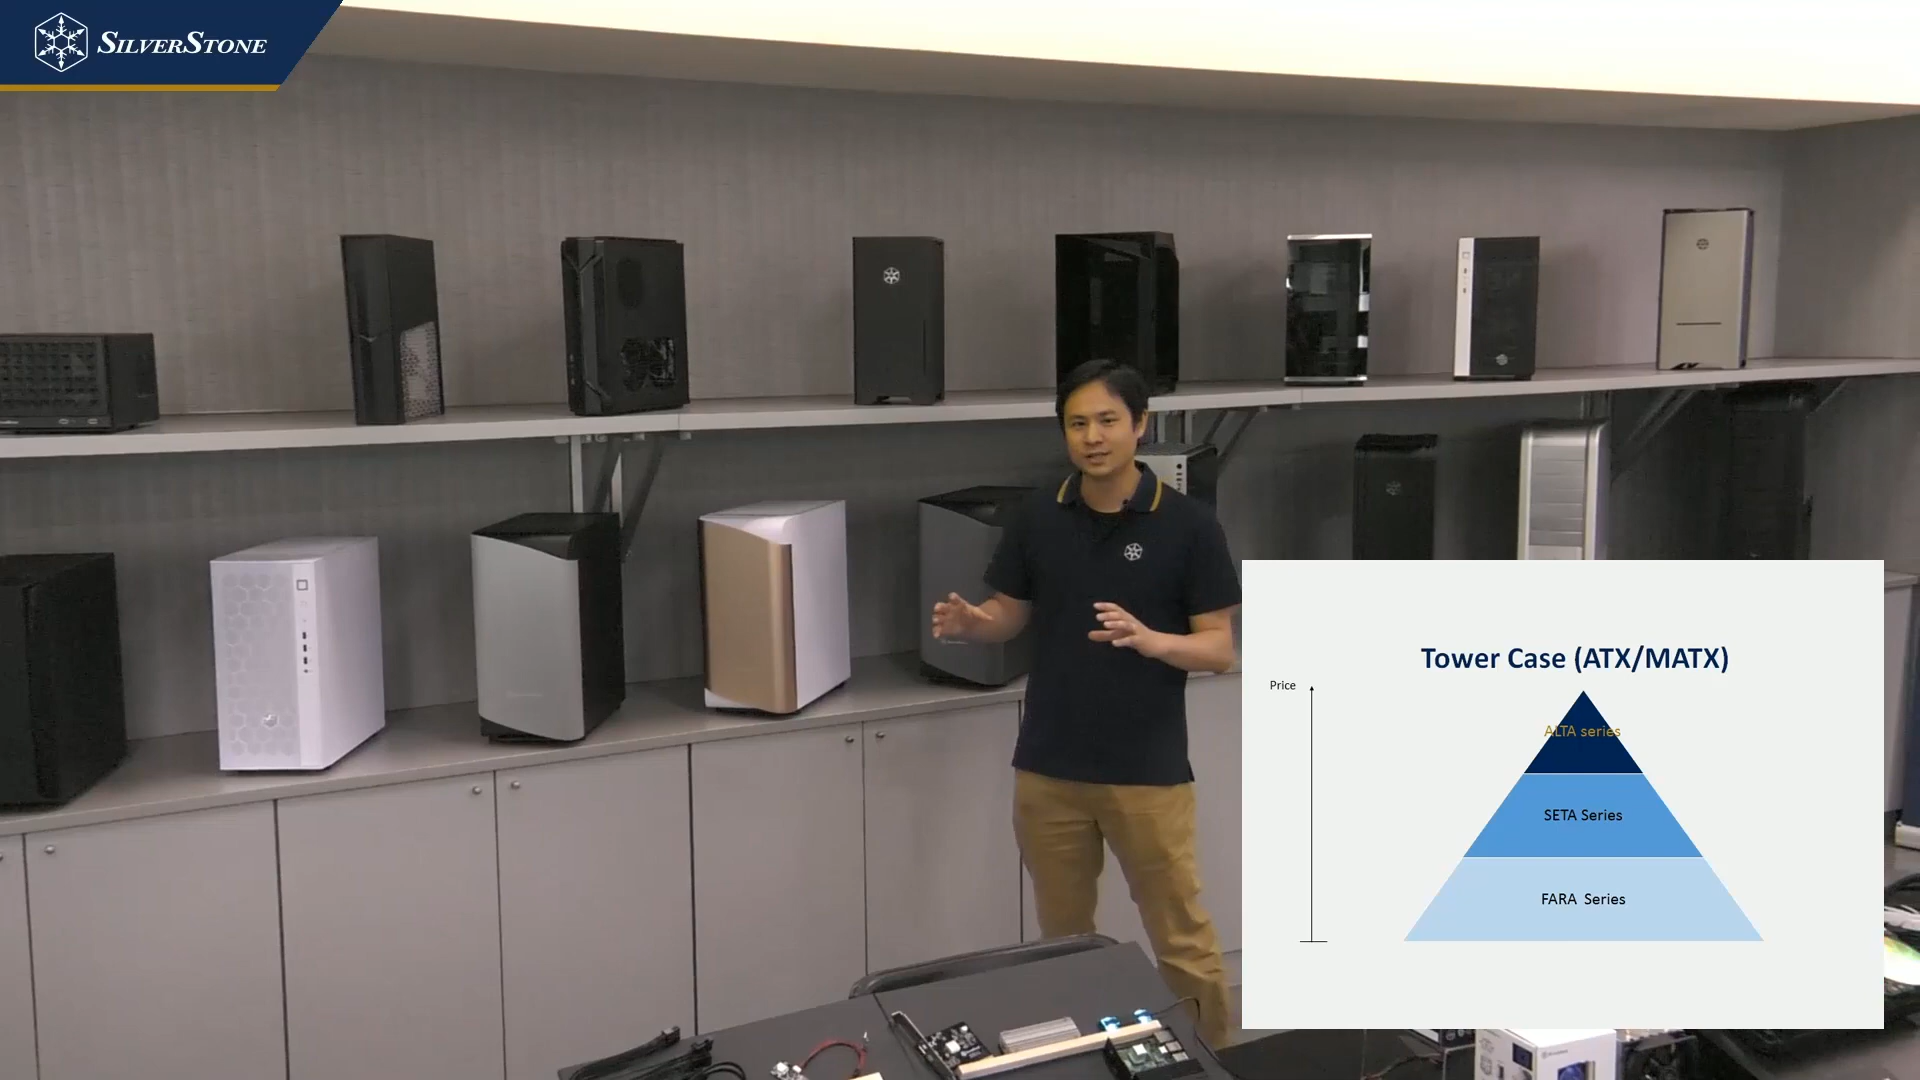 SILVERSTONE
Tower Case (ATX/MATX)
Price
ALTA series
SETA Series
FARA Series